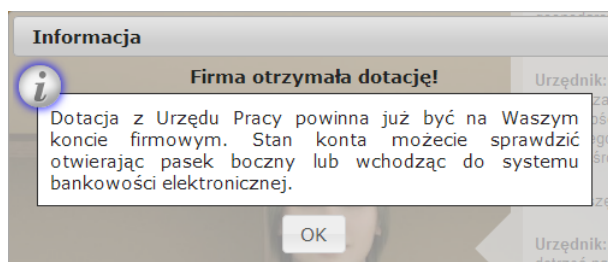 Informacja
Firma otrzymała dotację!
Urzędnik:
Dotacja z Urzędu Pracy powinna już być na Waszym
koncie firmowym. Stan konta możecie sprawdzić
otwierając pasek boczny lub wchodząc do systemu
bankowości elektronicznej.
OK
Urzędnik: